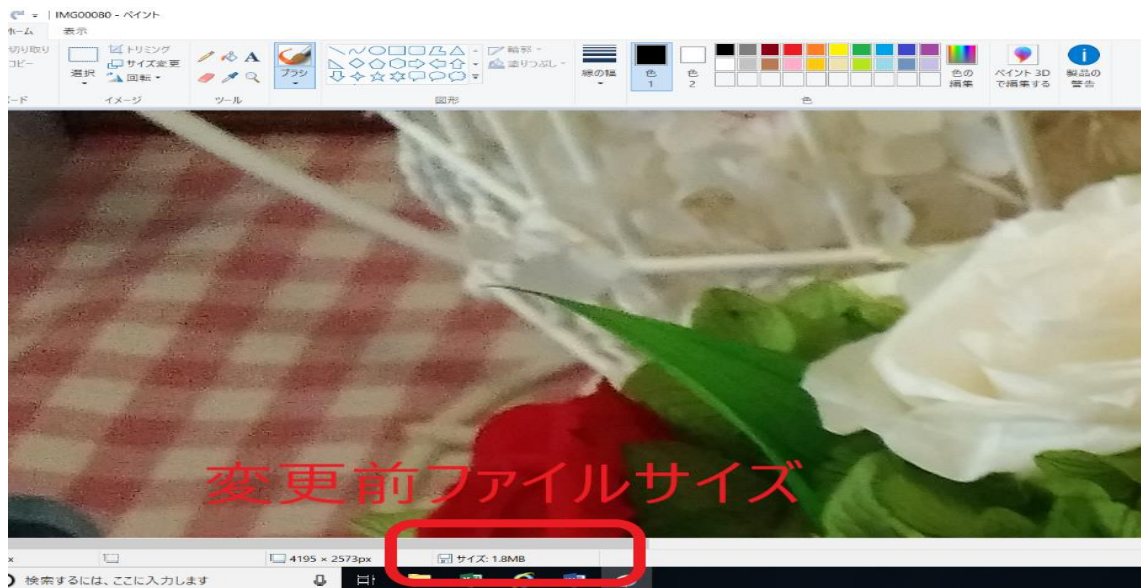 IMG00080 - ペイント
ホーム 表示
切り取り
コピー
選択
トリミング
サイズ変更
回転
ブラシ
輪郭
塗りつぶし
線の幅
色 1
色 2
色の編集
ペイント 3D で編集する
製品の警告
ード
イメージ
ツール
図形
色
変更前ファイルサイズ
4195 × 2573px
サイズ: 1.8MB
検索するには、ここに入力します